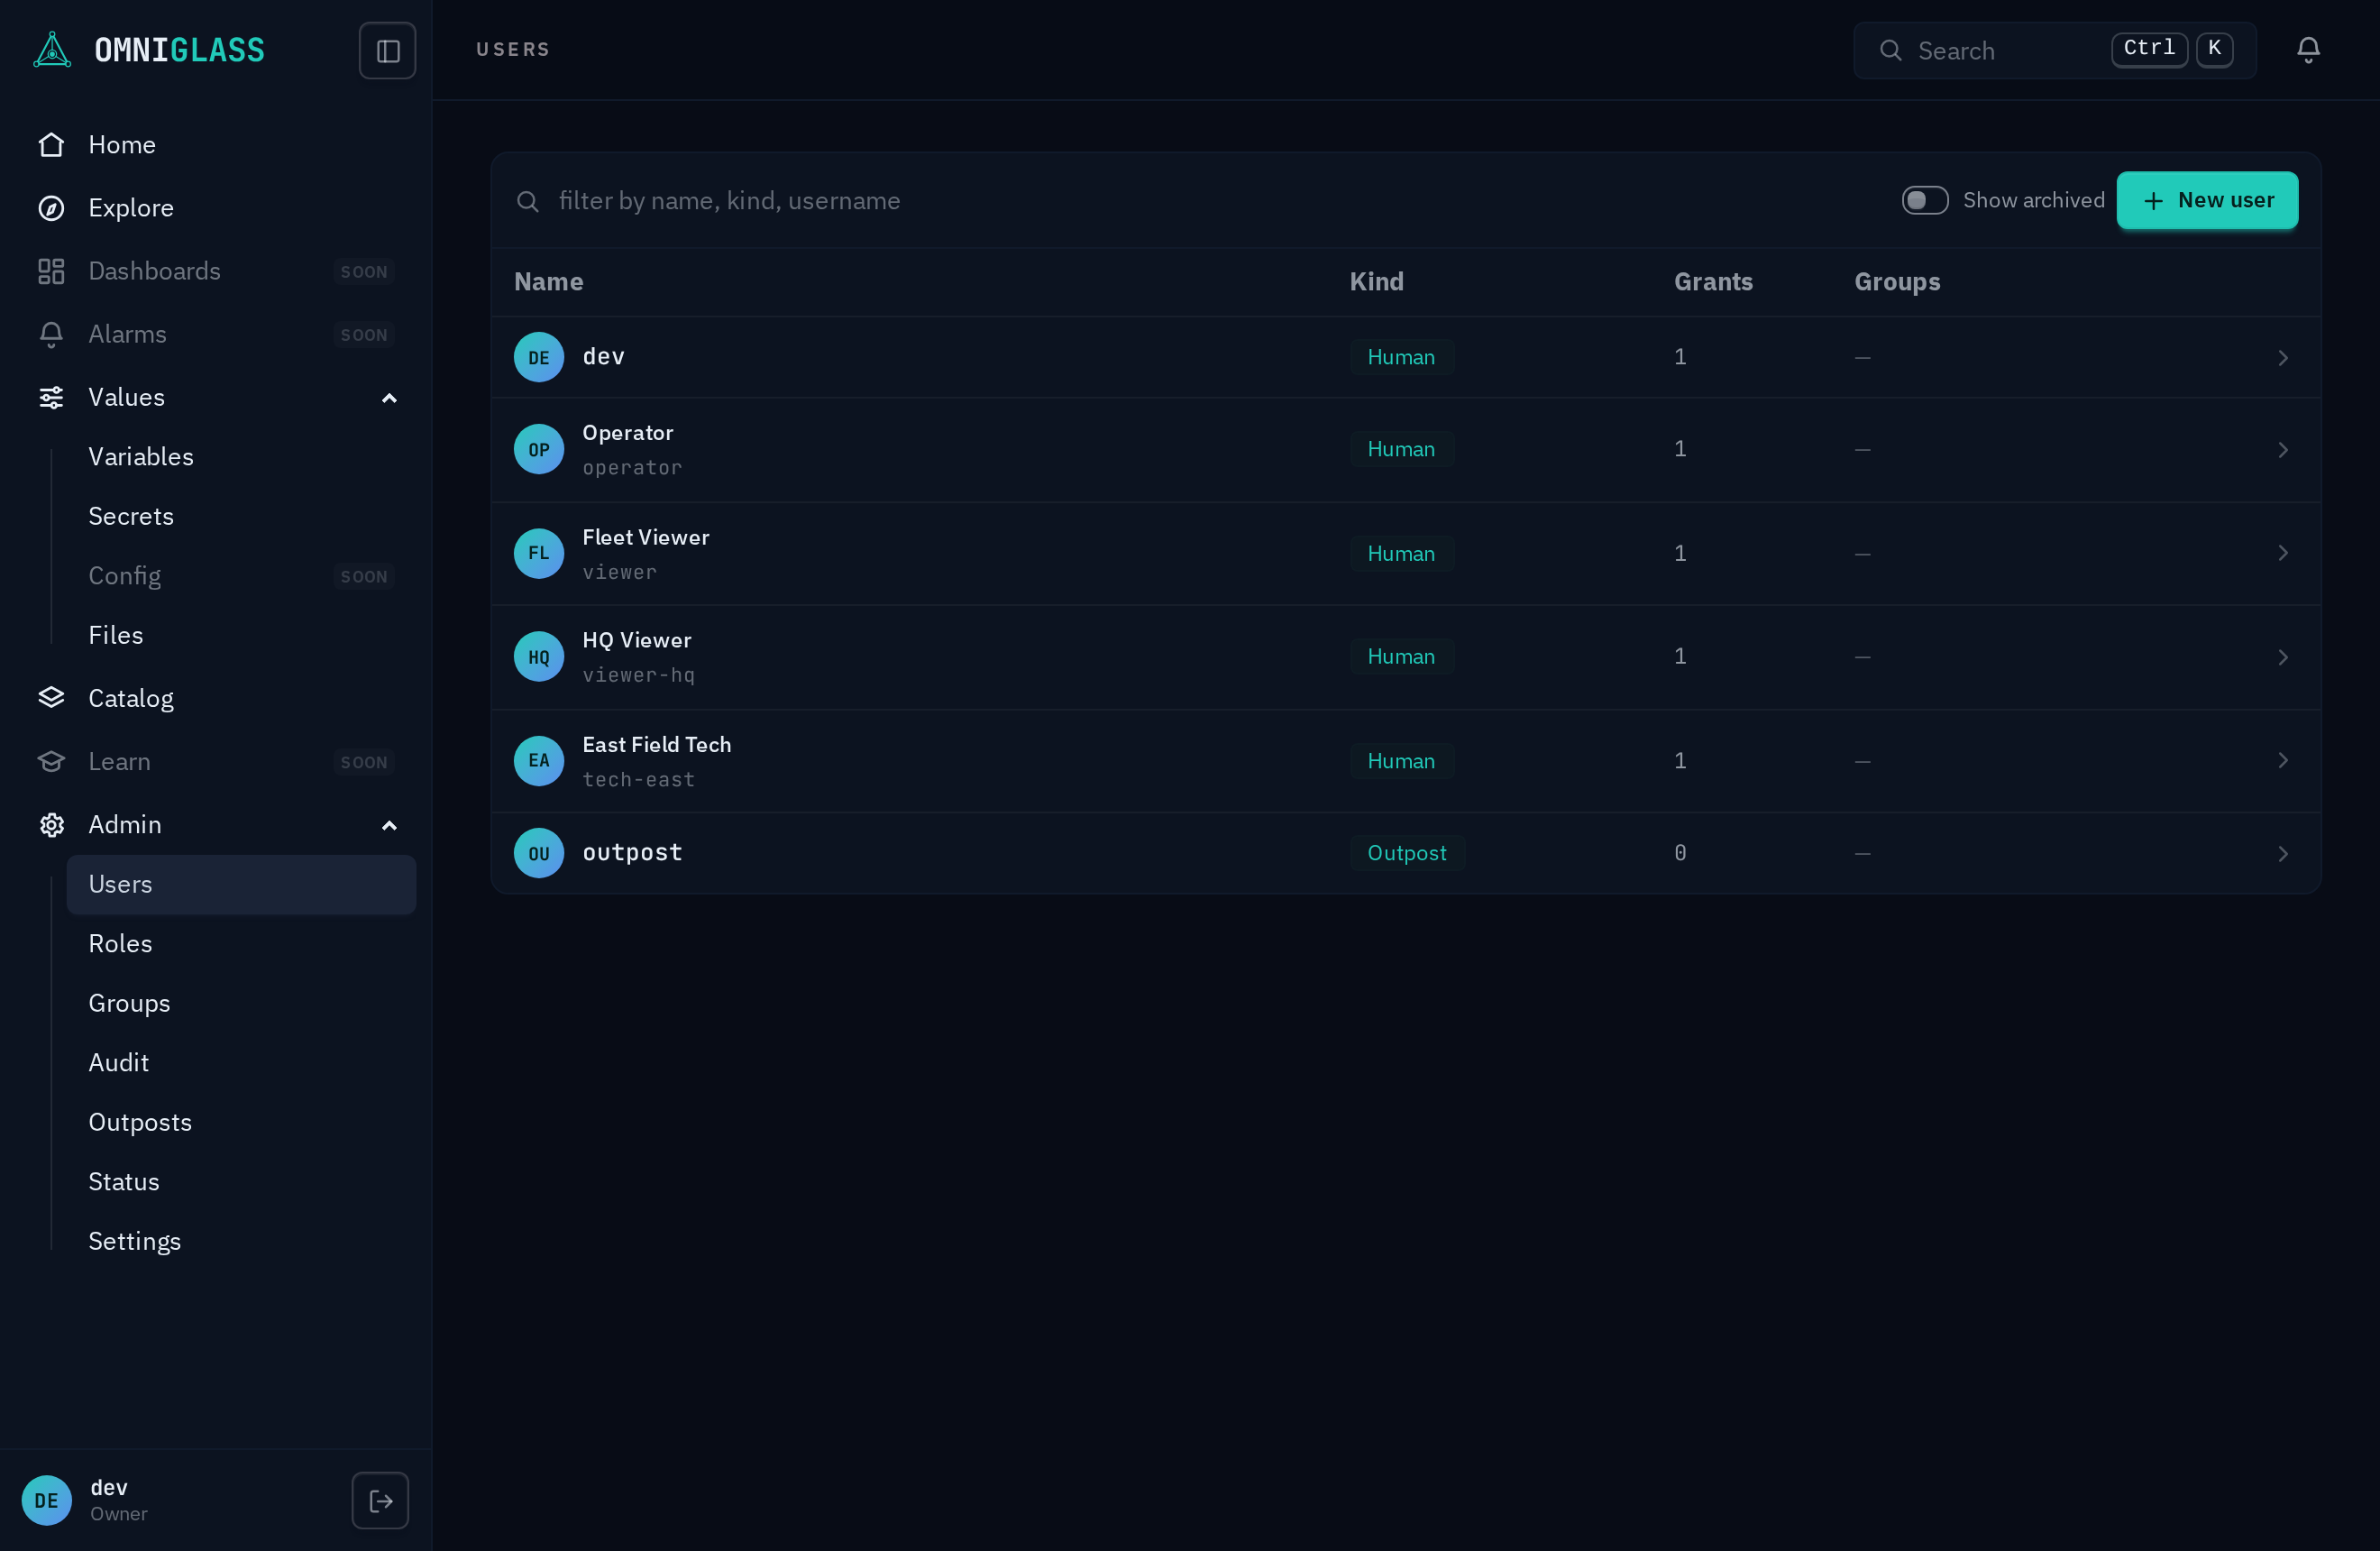 OMNIGLASS
USERS
Search Ctrl K
Home
Explore
Dashboards SOON
Alarms SOON
Values
Variables
Secrets
Config SOON
Files
Catalog
Learn SOON
Admin
Users
Roles
Groups
Audit
Outposts
Status
Settings
DE dev
Owner
filter by name, kind, username Show archived + New user
Name Kind Grants Groups
DE dev Human 1 —
OP Operator Human 1 —
operator
FL Fleet Viewer Human 1 —
viewer
HQ HQ Viewer Human 1 —
viewer-hq
EA East Field Tech Human 1 —
tech-east
OU outpost Outpost 0 —